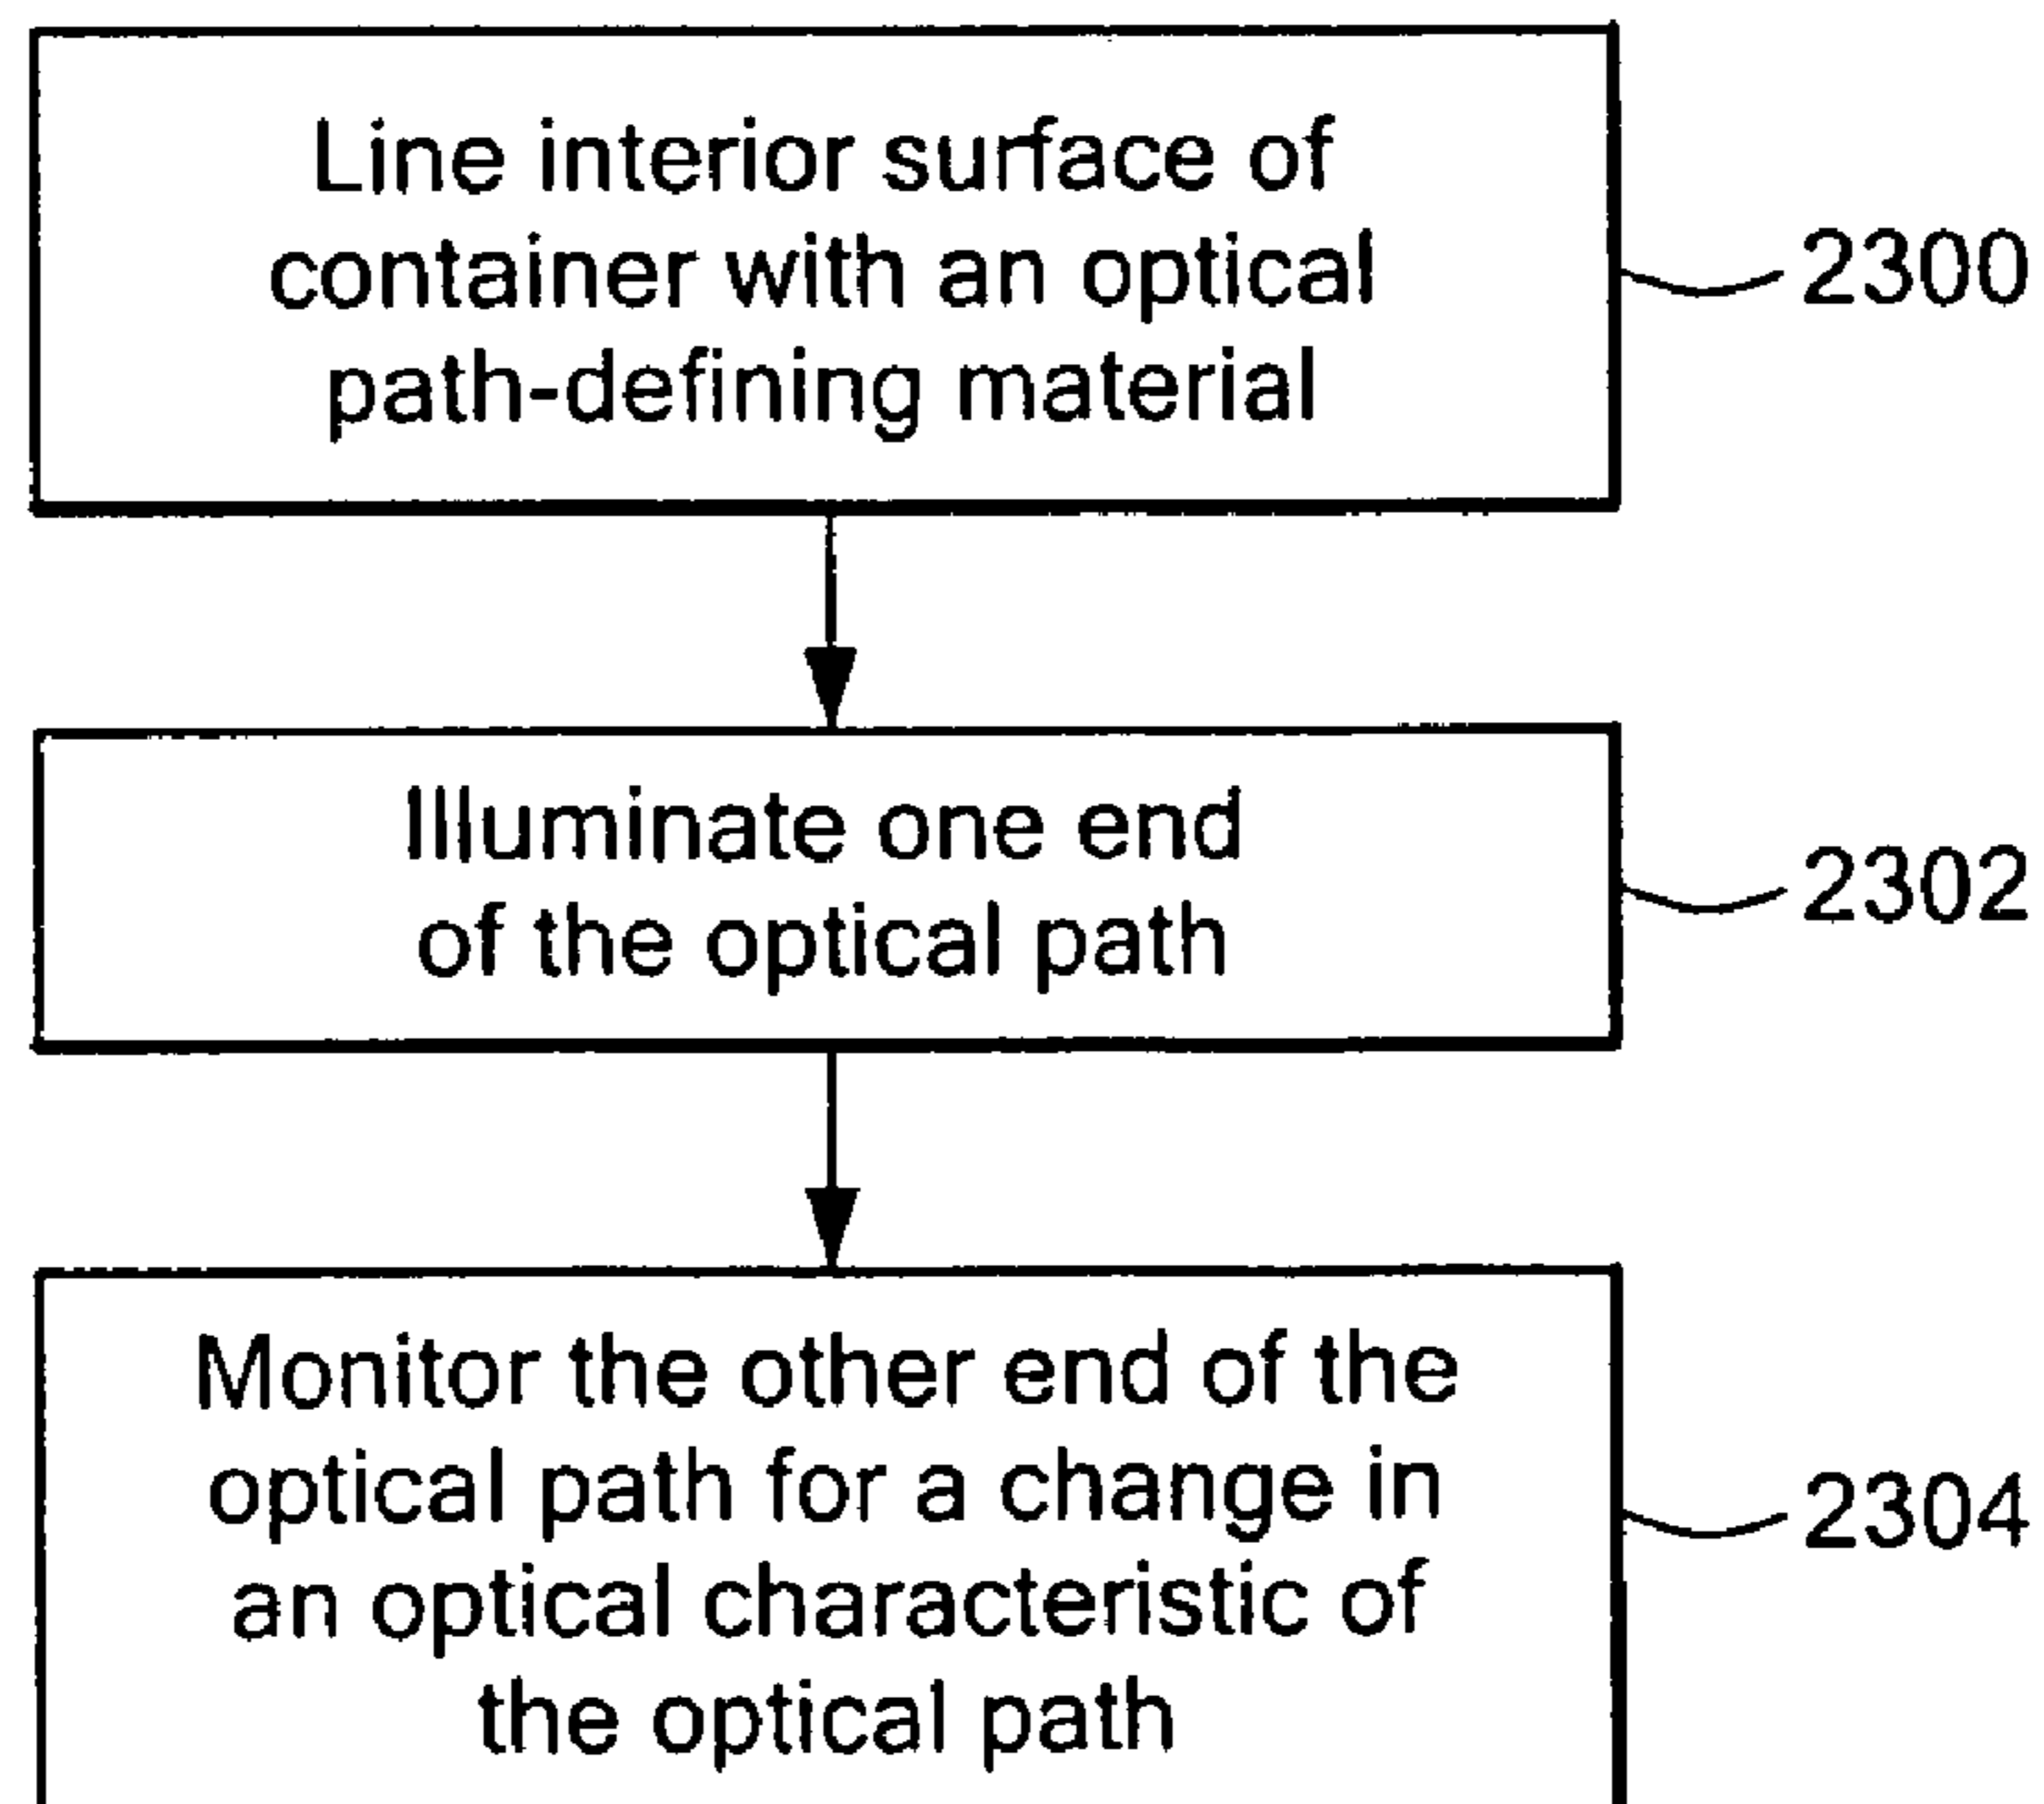 Line interior surface of
container with an optical
path-defining material
2300
Illuminate one end
of the optical path
2302
Monitor the other end of the
optical path for a change in
an optical characteristic of
the optical path
2304